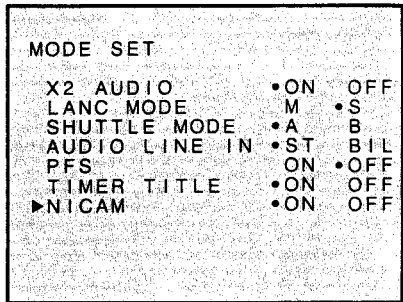 MODE SET
X2 AUDIO •ON OFF
LANC MODE M •S
SHUTTLE MODE •A B
AUDIO LINE IN •ST BIL
PFS ON •OFF
TIMER TITLE •ON OFF
▶NICAM •ON OFF